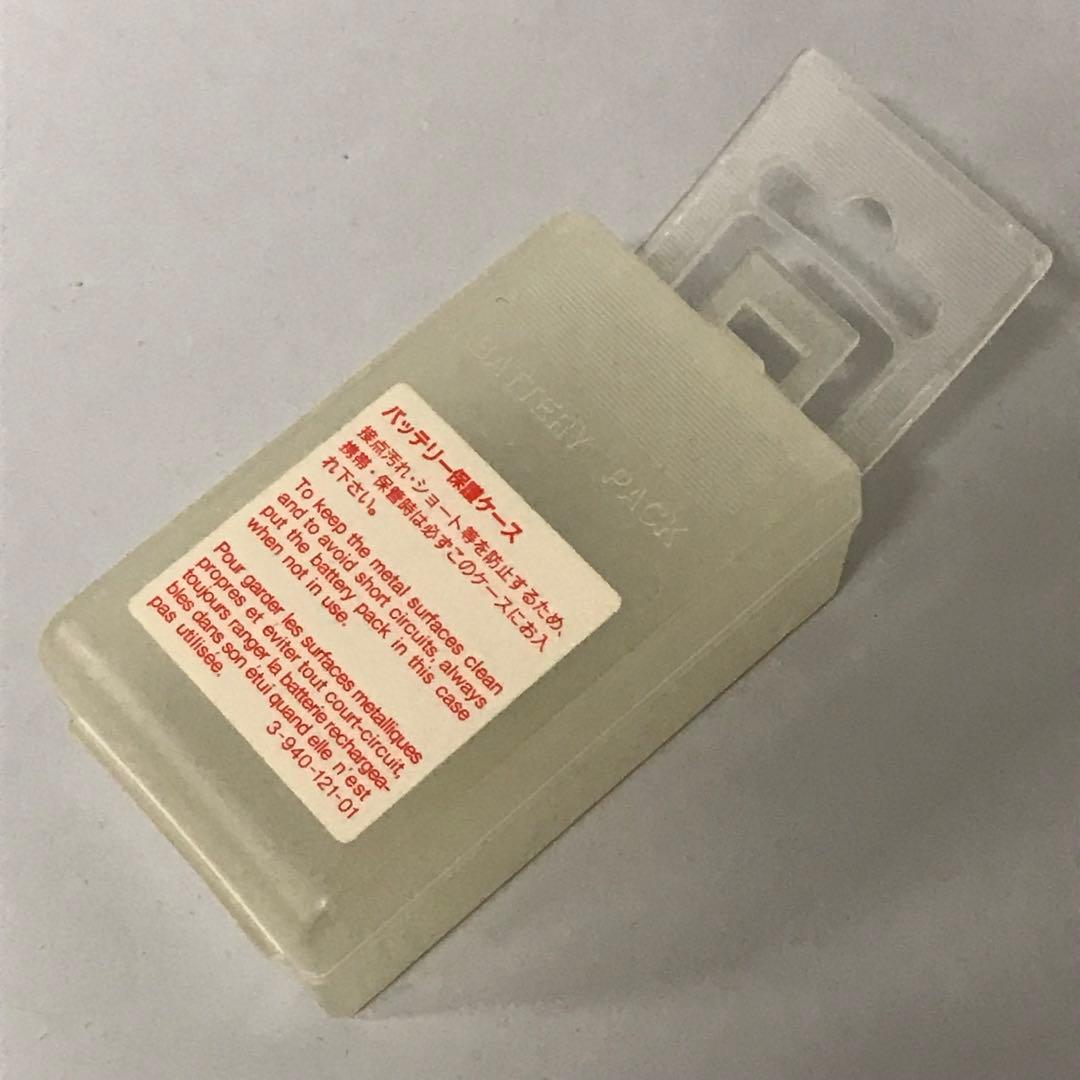 BATTERY PACK
バッテリー保護ケース
接点汚れ・ショート等を防止するため、
携帯・保管時は必ずこのケースにお入
れ下さい。
To keep the metal surfaces clean
and to avoid short circuits, always
put the battery pack in this case
when not in use.
Pour garder les surfaces metalliques
propres et eviter tout court-circuit,
toujours ranger la batterie rechargea-
bles dans son étui quand elle n'est
pas utilisée.
3-940-121-01